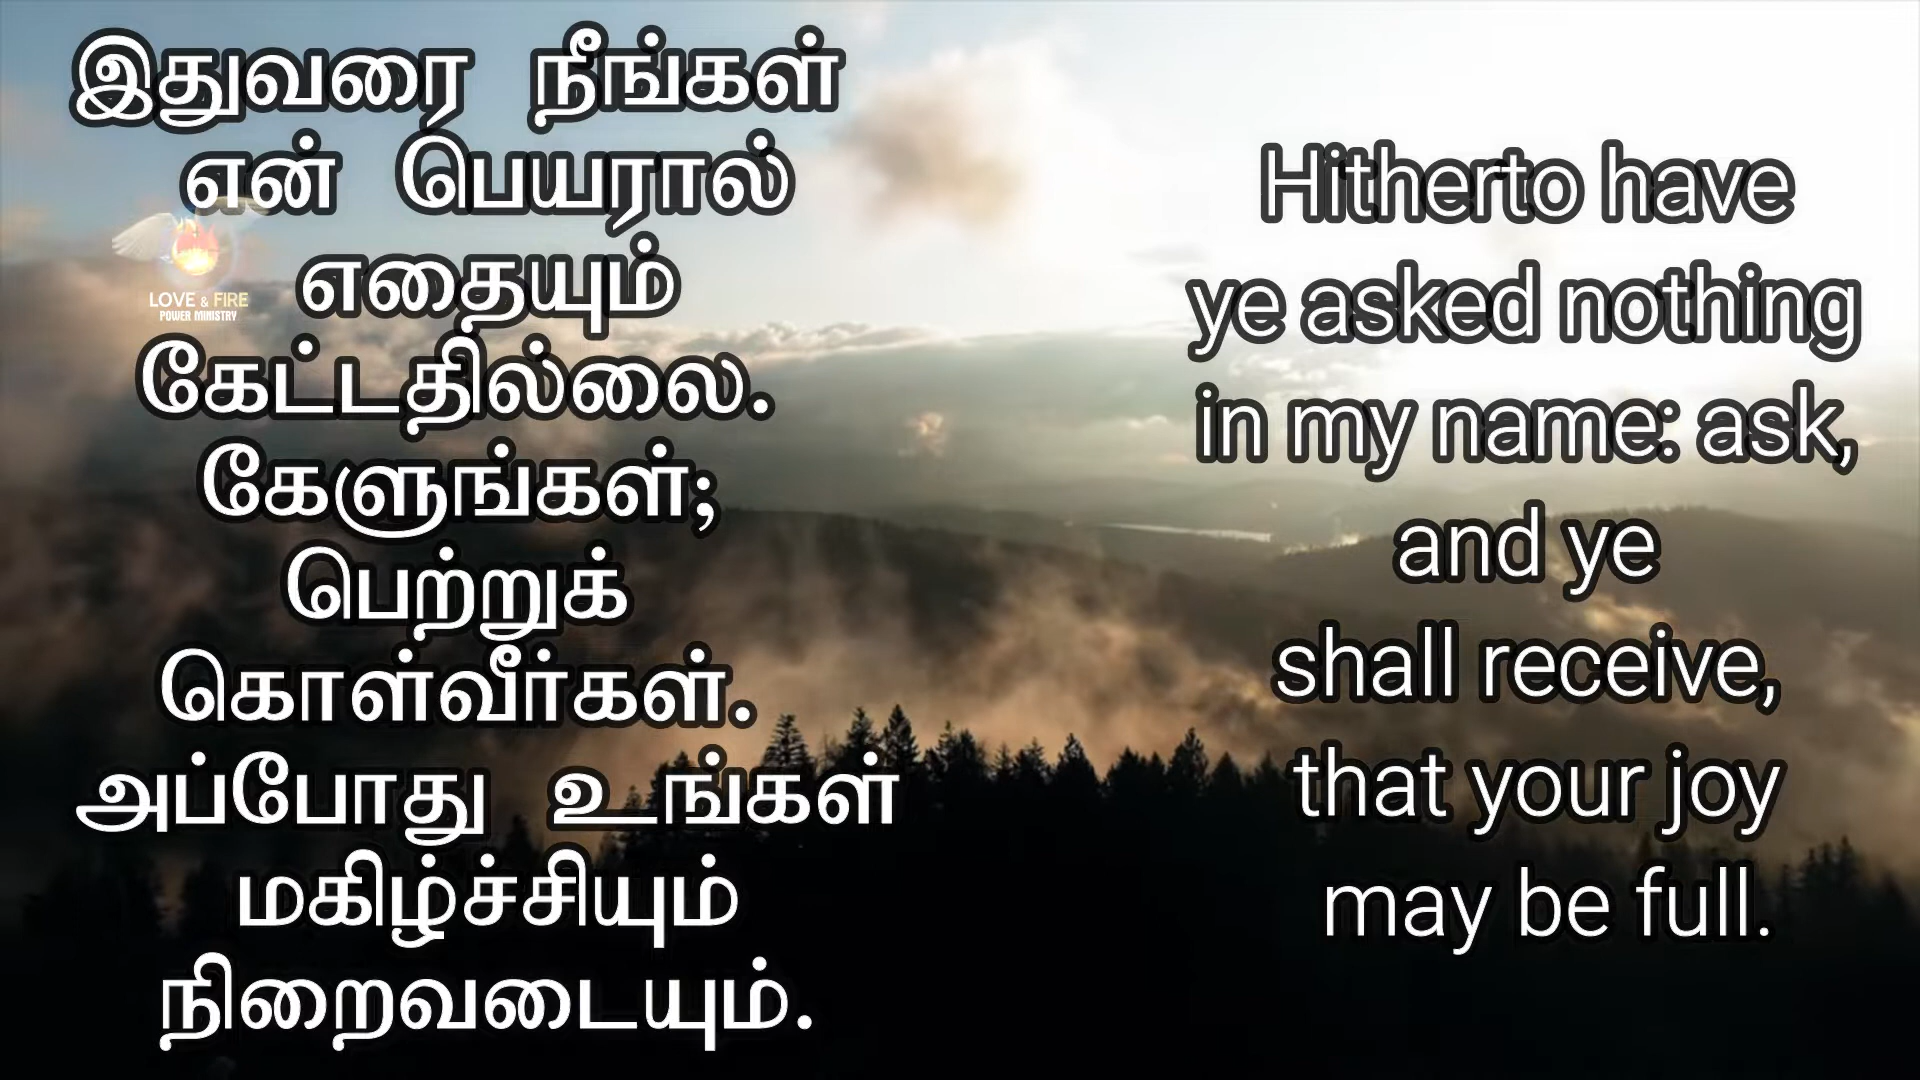 இதுவரை நீங்கள்
என் பெயரால்
எதையும்
கேட்டதில்லை.
கேளுங்கள்;
பெற்றுக்
கொள்வீர்கள்.
அப்போது உங்கள்
மகிழ்ச்சியும்
நிறைவடையும்.
LOVE & FIRE
POWER MINISTRY
Hitherto have
ye asked nothing
in my name: ask,
and ye
shall receive,
that your joy
may be full.